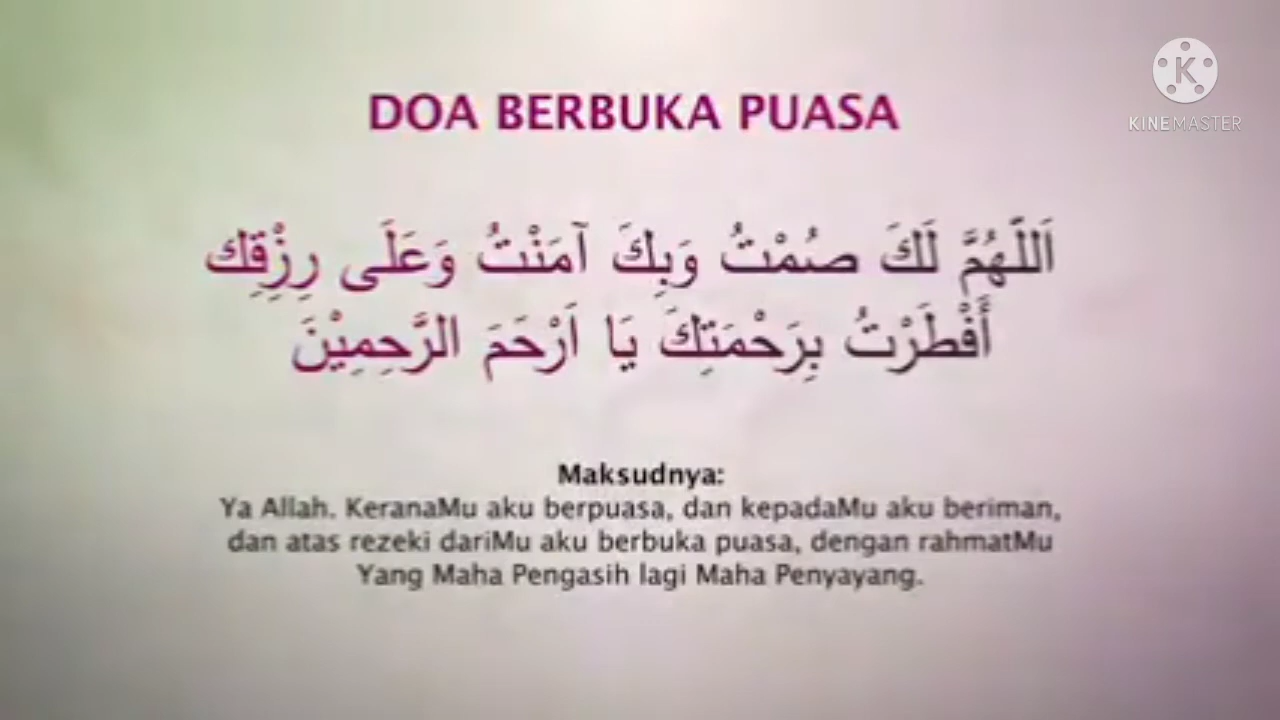 DOA BERBUKA PUASA
اَللّٰهُمَّ لَكَ صُمْتُ وَبِكَ آمَنْتُ وَعَلَى رِزْقِك
أَفْطَرْتُ بِرَحْمَتِكَ يَا اَرْحَمَ الرَّحِمِيْنَ
Maksudnya:
Ya Allah. KeranaMu aku berpuasa, dan kepadaMu aku beriman,
dan atas rezeki dariMu aku berbuka puasa, dengan rahmatMu
Yang Maha Pengasih lagi Maha Penyayang.
K
KINEMASTER